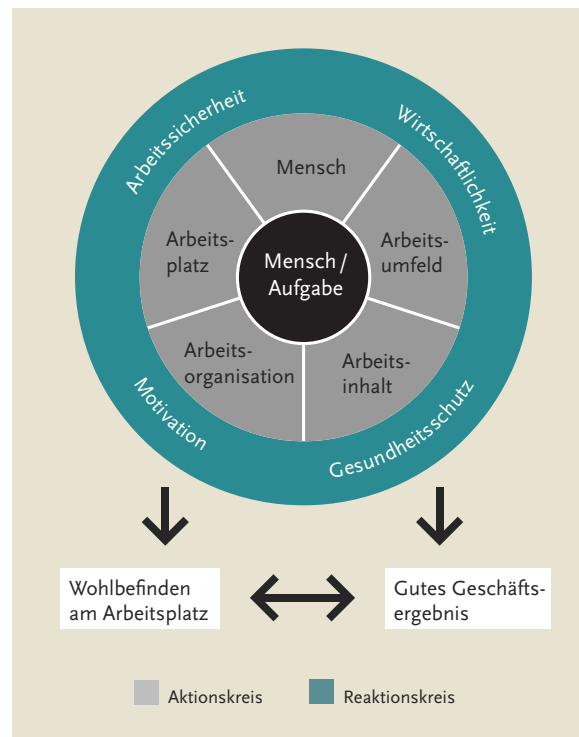 Arbeitssicherheit
Wirtschaftlichkeit
Mensch
Arbeits-
platz
Mensch /
Aufgabe
Arbeits-
umfeld
Arbeits-
organisation
Arbeits-
inhalt
Motivation
Gesundheitsschutz
Wohlbefinden
am Arbeitsplatz
Gutes Geschäfts-
ergebnis
Aktionskreis
Reaktionskreis